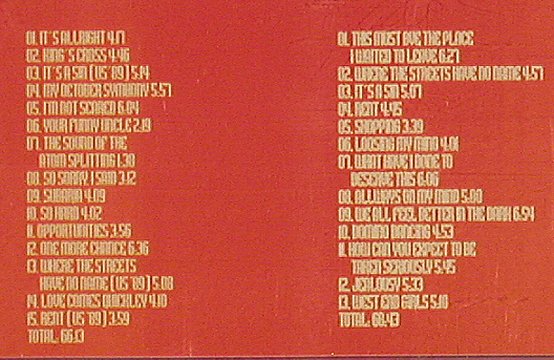 01. IT'S ALLRIGHT 4.17
02. KING'S CROSS 4.46
03. IT'S A SIN (US'89) 5.14
04. MY OCTOBER SYMPHONY 5.57
05. I'M NOT SCARED 6.04
06. YOUR FUNNY UNCLE 2.19
07. THE SOUND OF THE
ATOM SPLITTING 1.38
08. SO SORRY, I SAID 3.12
09. SUBURIA 4.09
10. SO HARD 4.02
11. OPPORTUNITIES 3.56
12. ONE MORE CHANCE 6.36
13. WHERE THE STREETS
HAVE NO NAME (US'89) 5.08
14. LOVE COMES QUICKLEY 4.10
15. RENT (US'89) 3.59
TOTAL. 66.13
01. THIS MUST BYE THE PLACE
I WAITED TO LEAVE 6.27
02. WHERE THE STREETS HAVE NO NAME 4.57
03. IT'S A SIN 5.07
04. RENT 4.45
05. SHOPPING 3.39
06. LOOSING MY MIND 4.01
07. WHAT HAVE I DONE TO
DESERVE THIS 6.06
08. ALLWAYS ON MY MIND 5.00
09. WE ALL FEEL BETTER IN THE DARK 6.54
10. DOMINO DANCING 4.53
11. HOW CAN YOU EXPECT TO BE
TAKEN SERIOUSLY 5.45
12. JEALOUSY 5.33
13. WEST END GIRLS 5.10
TOTAL. 68.43